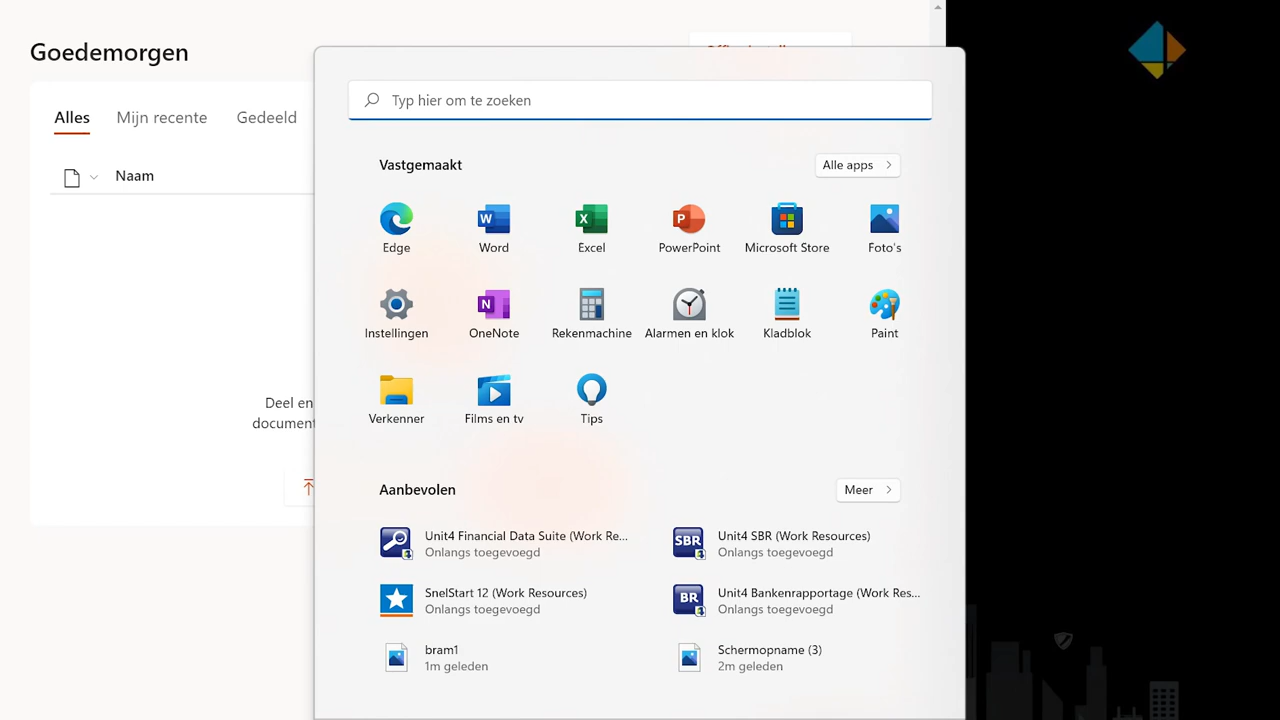 Goedemorgen
Alles Mijn recente Gedeeld
Naam
Deel en
document
Typ hier om te zoeken
Vastgemaakt
Alle apps
Edge Word Excel PowerPoint Microsoft Store Foto's
Instellingen OneNote Rekenmachine Alarmen en klok Kladblok Paint
Verkenner Films en tv Tips
Aanbevolen
Meer
Unit4 Financial Data Suite (Work Re...
Onlangs toegevoegd
Unit4 SBR (Work Resources)
Onlangs toegevoegd
SnelStart 12 (Work Resources)
Onlangs toegevoegd
Unit4 Bankenrapportage (Work Res...
Onlangs toegevoegd
bram1
1m geleden
Schermopname (3)
2m geleden
SBR
BR